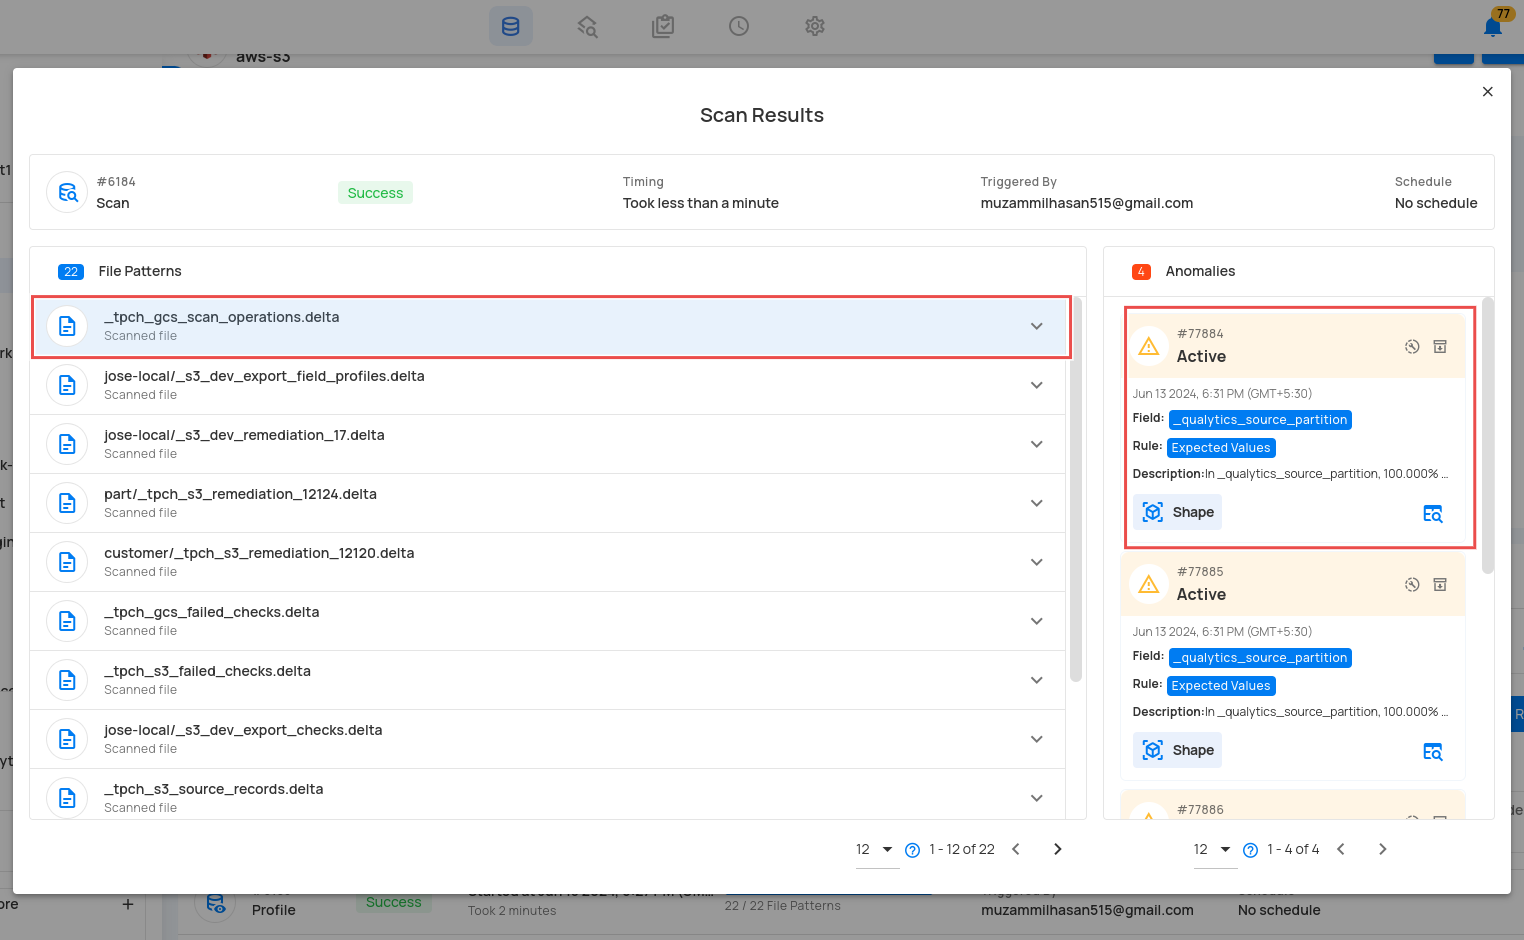 77
aws-s3
Scan Results
#6184
Scan
Success
Timing
Took less than a minute
Triggered By
muzammilhasan515@gmail.com
Schedule
No schedule
22 File Patterns
_tpch_gcs_scan_operations.delta
Scanned file
jose-local/_s3_dev_export_field_profiles.delta
Scanned file
jose-local/_s3_dev_remediation_17.delta
Scanned file
part/_tpch_s3_remediation_12124.delta
Scanned file
customer/_tpch_s3_remediation_12120.delta
Scanned file
_tpch_gcs_failed_checks.delta
Scanned file
_tpch_s3_failed_checks.delta
Scanned file
jose-local/_s3_dev_export_checks.delta
Scanned file
_tpch_s3_source_records.delta
Scanned file
12 1 - 12 of 22
4 Anomalies
#77884
Active
Jun 13 2024, 6:31 PM (GMT+5:30)
Field: _qualytics_source_partition
Rule: Expected Values
Description:In _qualytics_source_partition, 100.000% ...
Shape
#77885
Active
Jun 13 2024, 6:31 PM (GMT+5:30)
Field: _qualytics_source_partition
Rule: Expected Values
Description:In _qualytics_source_partition, 100.000% ...
Shape
#77886
12 1 - 4 of 4
Profile
Success
Took 2 minutes
22 / 22 File Patterns
Triggered By
muzammilhasan515@gmail.com
No schedule